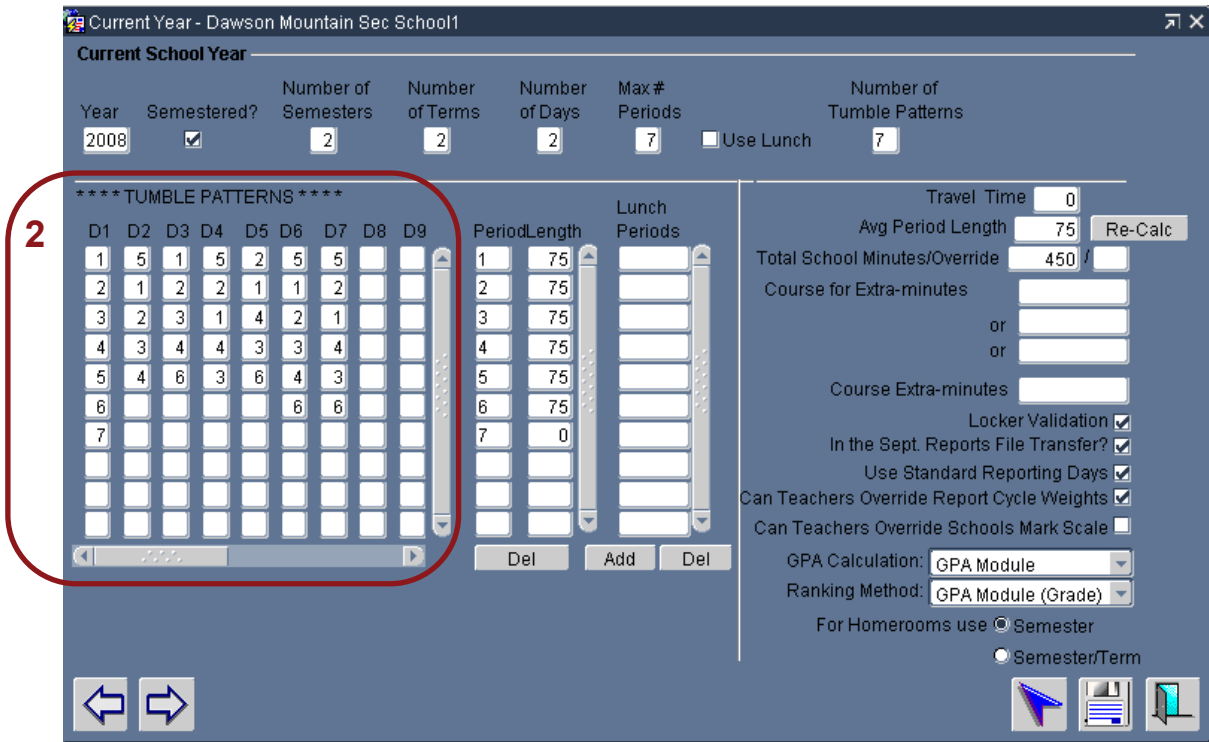 Current Year - Dawson Mountain Sec School1
Current School Year
Number of Number Number Max # Number of
Year Semestered? Semesters of Terms of Days Periods Tumble Patterns
2008 2 2 2 7 Use Lunch 7
2
* * * * TUMBLE PATTERNS * * * *
D1 D2 D3 D4 D5 D6 D7 D8 D9
1 5 1 5 2 5 5
2 1 2 2 1 1 2
3 2 3 1 4 2 1
4 3 4 4 3 3 4
5 4 6 3 6 4 3
6 6 6
7
Period Length
1 75
2 75
3 75
4 75
5 75
6 75
7 0
Del
Lunch
Periods
Add Del
Travel Time 0
Avg Period Length 75 Re-Calc
Total School Minutes/Override 450 /
Course for Extra-minutes
or
or
Course Extra-minutes
Locker Validation
In the Sept. Reports File Transfer?
Use Standard Reporting Days
Can Teachers Override Report Cycle Weights
Can Teachers Override Schools Mark Scale
GPA Calculation: GPA Module
Ranking Method: GPA Module (Grade)
For Homerooms use Semester
Semester/Term